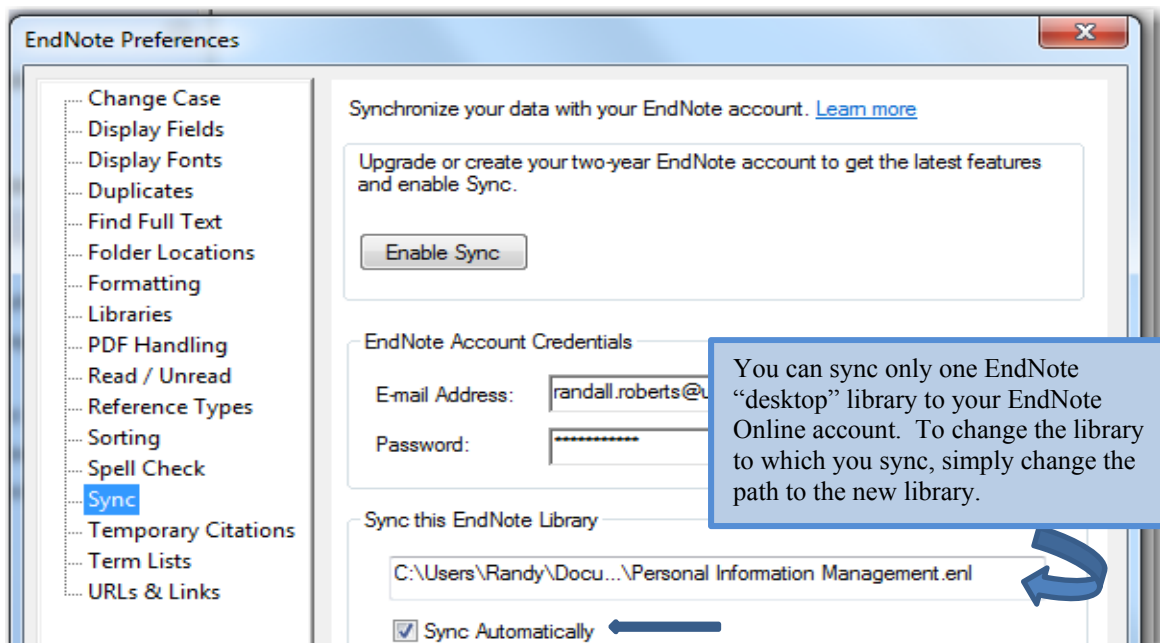 EndNote Preferences
Change Case
Display Fields
Display Fonts
Duplicates
Find Full Text
Folder Locations
Formatting
Libraries
PDF Handling
Read / Unread
Reference Types
Sorting
Spell Check
Sync
Temporary Citations
Term Lists
URLs & Links
Synchronize your data with your EndNote account. Learn more
Upgrade or create your two-year EndNote account to get the latest features
and enable Sync.
Enable Sync
EndNote Account Credentials
E-mail Address: randall.roberts@u
Password: ***********
You can sync only one EndNote
“desktop” library to your EndNote
Online account.  To change the library
to which you sync, simply change the
path to the new library.
Sync this EndNote Library
C:\Users\Randy\Docu...\Personal Information Management.enl
Sync Automatically